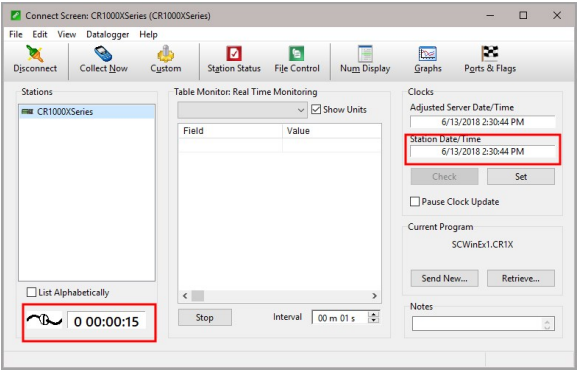 Connect Screen: CR1000XSeries (CR1000XSeries)
File Edit View Datalogger Help
Disconnect Collect Now Custom Station Status File Control Num Display Graphs Ports & Flags
Stations
CR1000XSeries
List Alphabetically
0 00:00:15
Table Monitor: Real Time Monitoring
Show Units
Field Value
Stop Interval 00 m 01 s
Clocks
Adjusted Server Date/Time
6/13/2018 2:30:44 PM
Station Date/Time
6/13/2018 2:30:44 PM
Check Set
Pause Clock Update
Current Program
SCWinEx1.CR1X
Send New... Retrieve...
Notes